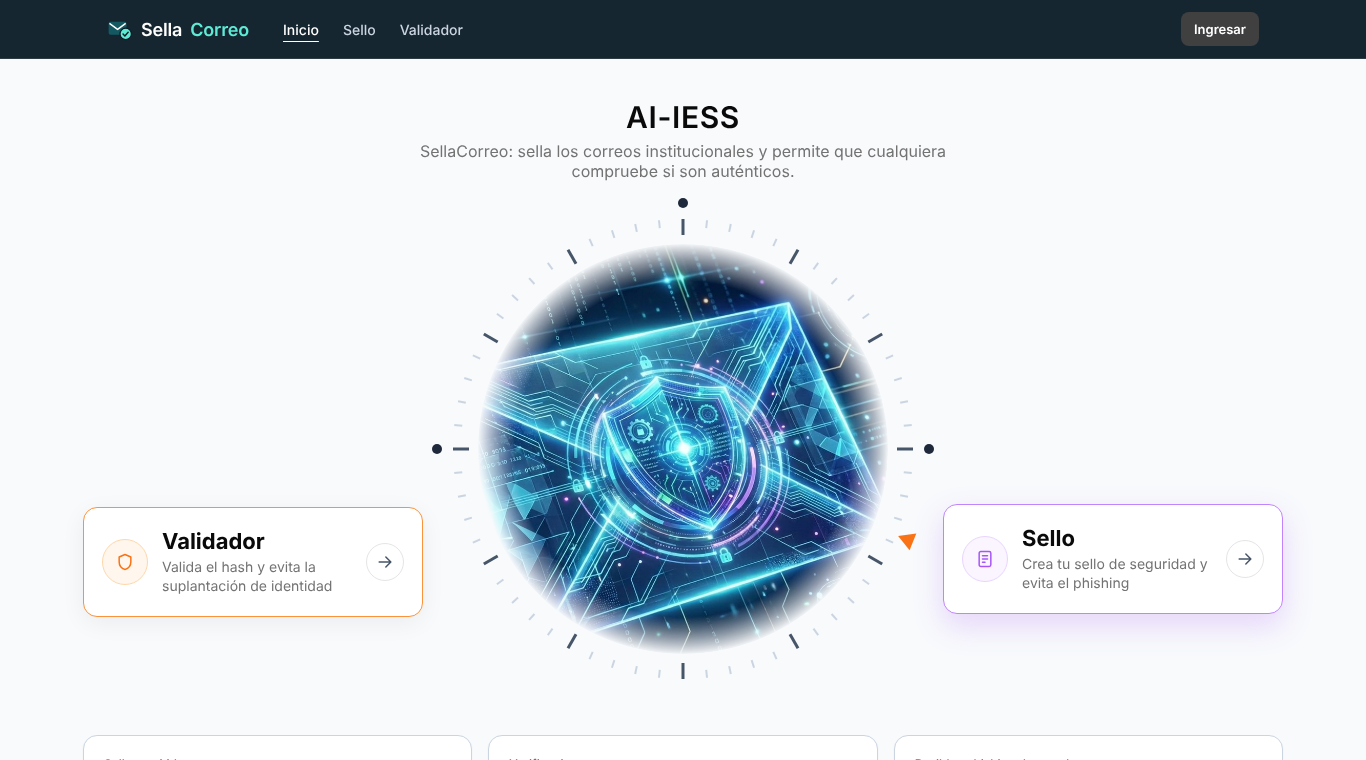 Sella Correo
Inicio
Sello
Validador
Ingresar
AI-IESS
SellaCorreo: sella los correos institucionales y permite que cualquiera
compruebe si son auténticos.
Validador
Valida el hash y evita la
suplantación de identidad
Sello
Crea tu sello de seguridad y
evita el phishing